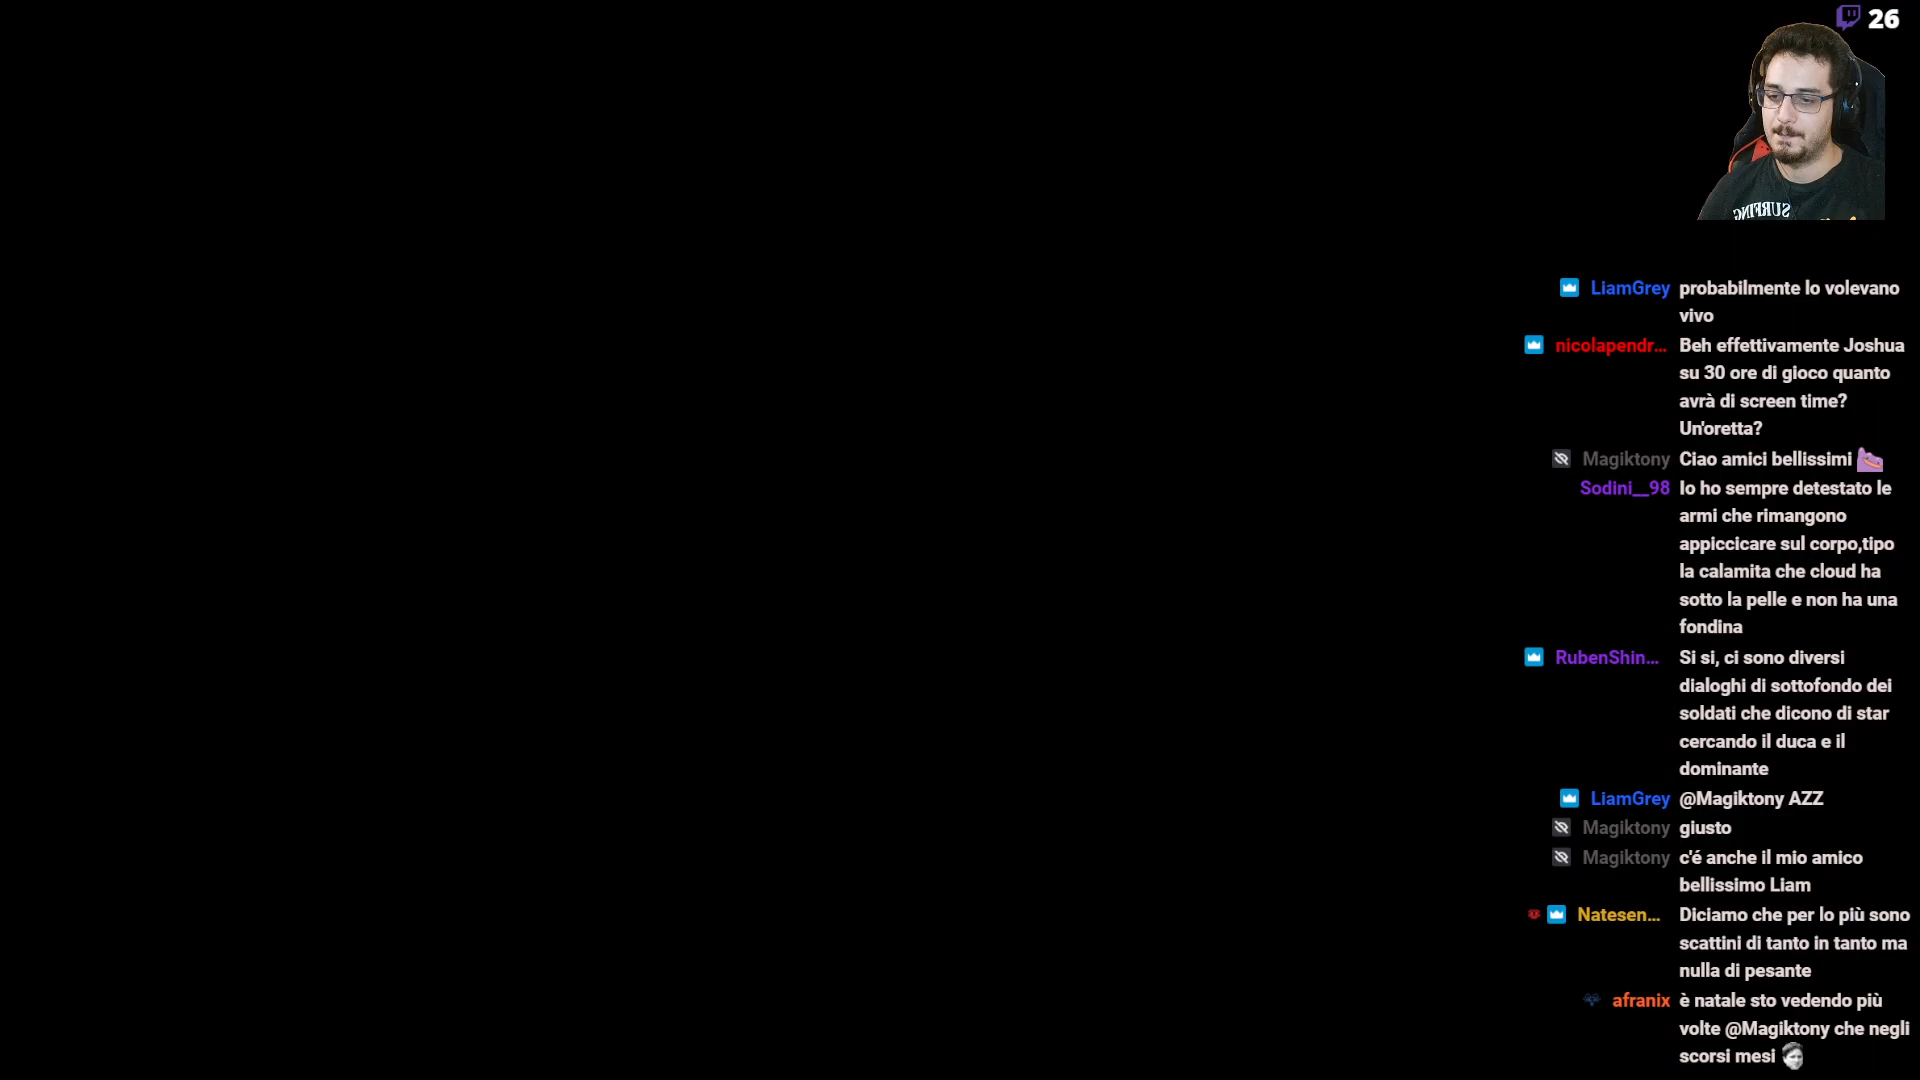 26
SURFING
LiamGrey probabilmente lo volevano
vivo
nicolapendr... Beh effettivamente Joshua
su 30 ore di gioco quanto
avrà di screen time?
Un'oretta?
Magiktony Ciao amici bellissimi
Sodini__98 Io ho sempre detestato le
armi che rimangono
appiccicare sul corpo,tipo
la calamita che cloud ha
sotto la pelle e non ha una
fondina
RubenShin... Si si, ci sono diversi
dialoghi di sottofondo dei
soldati che dicono di star
cercando il duca e il
dominante
LiamGrey @Magiktony AZZ
Magiktony giusto
Magiktony c'é anche il mio amico
bellissimo Liam
Natesen... Diciamo che per lo più sono
scattini di tanto in tanto ma
nulla di pesante
afranix è natale sto vedendo più
volte @Magiktony che negli
scorsi mesi